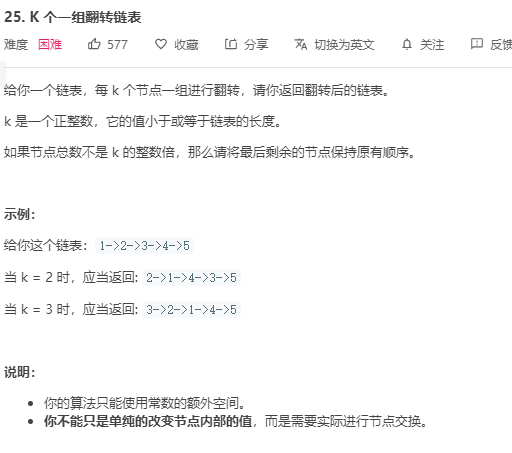 25. K 个一组翻转链表
难度 困难 577 收藏 分享 切换为英文 关注 反馈
给你一个链表，每 k 个节点一组进行翻转，请你返回翻转后的链表。
k 是一个正整数，它的值小于或等于链表的长度。
如果节点总数不是 k 的整数倍，那么请将最后剩余的节点保持原有顺序。
示例：
给你这个链表：1->2->3->4->5
当 k = 2 时，应当返回: 2->1->4->3->5
当 k = 3 时，应当返回: 3->2->1->4->5
说明：
• 你的算法只能使用常数的额外空间。
• 你不能只是单纯的改变节点内部的值，而是需要实际进行节点交换。